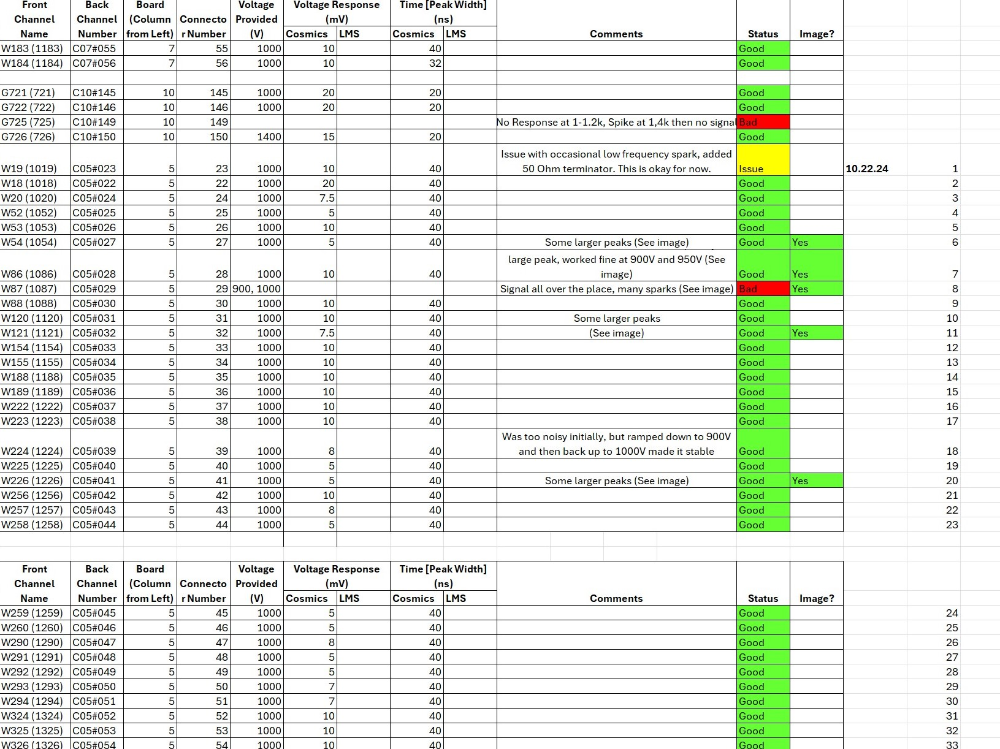 Front Back Board Voltage Voltage Response Time [Peak Width]
Channel Channel (Column Connecto Provided (mV) (ns)
Name Number from Left) r Number (V) Cosmics LMS Cosmics LMS Comments Status Image?
W183 (1183) C07#055 7 55 1000 10 40 Good
W184 (1184) C07#056 7 56 1000 10 32 Good
G721 (721) C10#145 10 145 1000 20 20 Good
G722 (722) C10#146 10 146 1000 20 20 Good
G725 (725) C10#149 10 149 No Response at 1-1.2k, Spike at 1,4k then no signal Bad
G726 (726) C10#150 10 150 1400 15 20 Good
Issue with occasional low frequency spark, added
W19 (1019) C05#023 5 23 1000 10 40 50 Ohm terminator. This is okay for now. Issue 10.22.24 1
W18 (1018) C05#022 5 22 1000 20 40 Good 2
W20 (1020) C05#024 5 24 1000 7.5 40 Good 3
W52 (1052) C05#025 5 25 1000 5 40 Good 4
W53 (1053) C05#026 5 26 1000 10 40 Good 5
W54 (1054) C05#027 5 27 1000 5 40 Some larger peaks (See image) Good Yes 6
large peak, worked fine at 900V and 950V (See
W86 (1086) C05#028 5 28 1000 10 40 image) Good Yes 7
W87 (1087) C05#029 5 29 900, 1000 Signal all over the place, many sparks (See image) Bad Yes 8
W88 (1088) C05#030 5 30 1000 10 40 Good 9
W120 (1120) C05#031 5 31 1000 10 40 Some larger peaks Good 10
W121 (1121) C05#032 5 32 1000 7.5 40 (See image) Good Yes 11
W154 (1154) C05#033 5 33 1000 10 40 Good 12
W155 (1155) C05#034 5 34 1000 10 40 Good 13
W188 (1188) C05#035 5 35 1000 10 40 Good 14
W189 (1189) C05#036 5 36 1000 10 40 Good 15
W222 (1222) C05#037 5 37 1000 10 40 Good 16
W223 (1223) C05#038 5 38 1000 10 40 Good 17
Was too noisy initially, but ramped down to 900V
W224 (1224) C05#039 5 39 1000 8 40 and then back up to 1000V made it stable Good 18
W225 (1225) C05#040 5 40 1000 5 40 Good 19
W226 (1226) C05#041 5 41 1000 5 40 Some larger peaks (See image) Good Yes 20
W256 (1256) C05#042 5 42 1000 10 40 Good 21
W257 (1257) C05#043 5 43 1000 8 40 Good 22
W258 (1258) C05#044 5 44 1000 5 40 Good 23
Front Back Board Voltage Voltage Response Time [Peak Width]
Channel Channel (Column Connecto Provided (mV) (ns)
Name Number from Left) r Number (V) Cosmics LMS Cosmics LMS Comments Status Image?
W259 (1259) C05#045 5 45 1000 5 40 Good 24
W260 (1260) C05#046 5 46 1000 5 40 Good 25
W290 (1290) C05#047 5 47 1000 8 40 Good 26
W291 (1291) C05#048 5 48 1000 5 40 Good 27
W292 (1292) C05#049 5 49 1000 5 40 Good 28
W293 (1293) C05#050 5 50 1000 7 40 Good 29
W294 (1294) C05#051 5 51 1000 7 40 Good 30
W324 (1324) C05#052 5 52 1000 10 40 Good 31
W325 (1325) C05#053 5 53 1000 10 40 Good 32
W326 (1326) C05#054 5 54 1000 10 40 Good 33